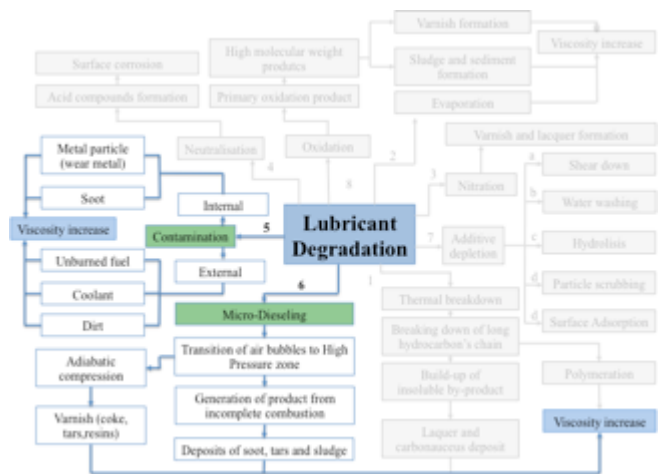 Varnish formation
High molecular weight
produtcs
Viscosity increase
Surface corrosion
Sludge and sediment
formation
Acid compounds formation
Primary oxidation product
Evaporation
Varnish and lacquer formation
Metal particle
(wear metal)
Neutralisation
Oxidation
2
a
Shear down
4
8
3
Nitration
Soot
Internal
b
Water washing
Viscosity increase
Contamination
5
Lubricant
Degradation
7
Additive
depletion
c
Hydrolisis
Unburned fuel
External
1
Coolant
6
Thermal breakdown
d
Particle scrubbing
Dirt
Micro-Dieseling
Breaking down of long
hydrocarbon's chain
d
Surface Adsorption
Adiabatic
compression
Transition of air bubbles to High
Pressure zone
Build-up of
insoluble by-product
Polymeration
Varnish (coke,
tars,resins)
Generation of product from
incomplete combustion
Laquer and
carbonaucous deposit
Viscosity increase
Deposits of soot, tars and sludge